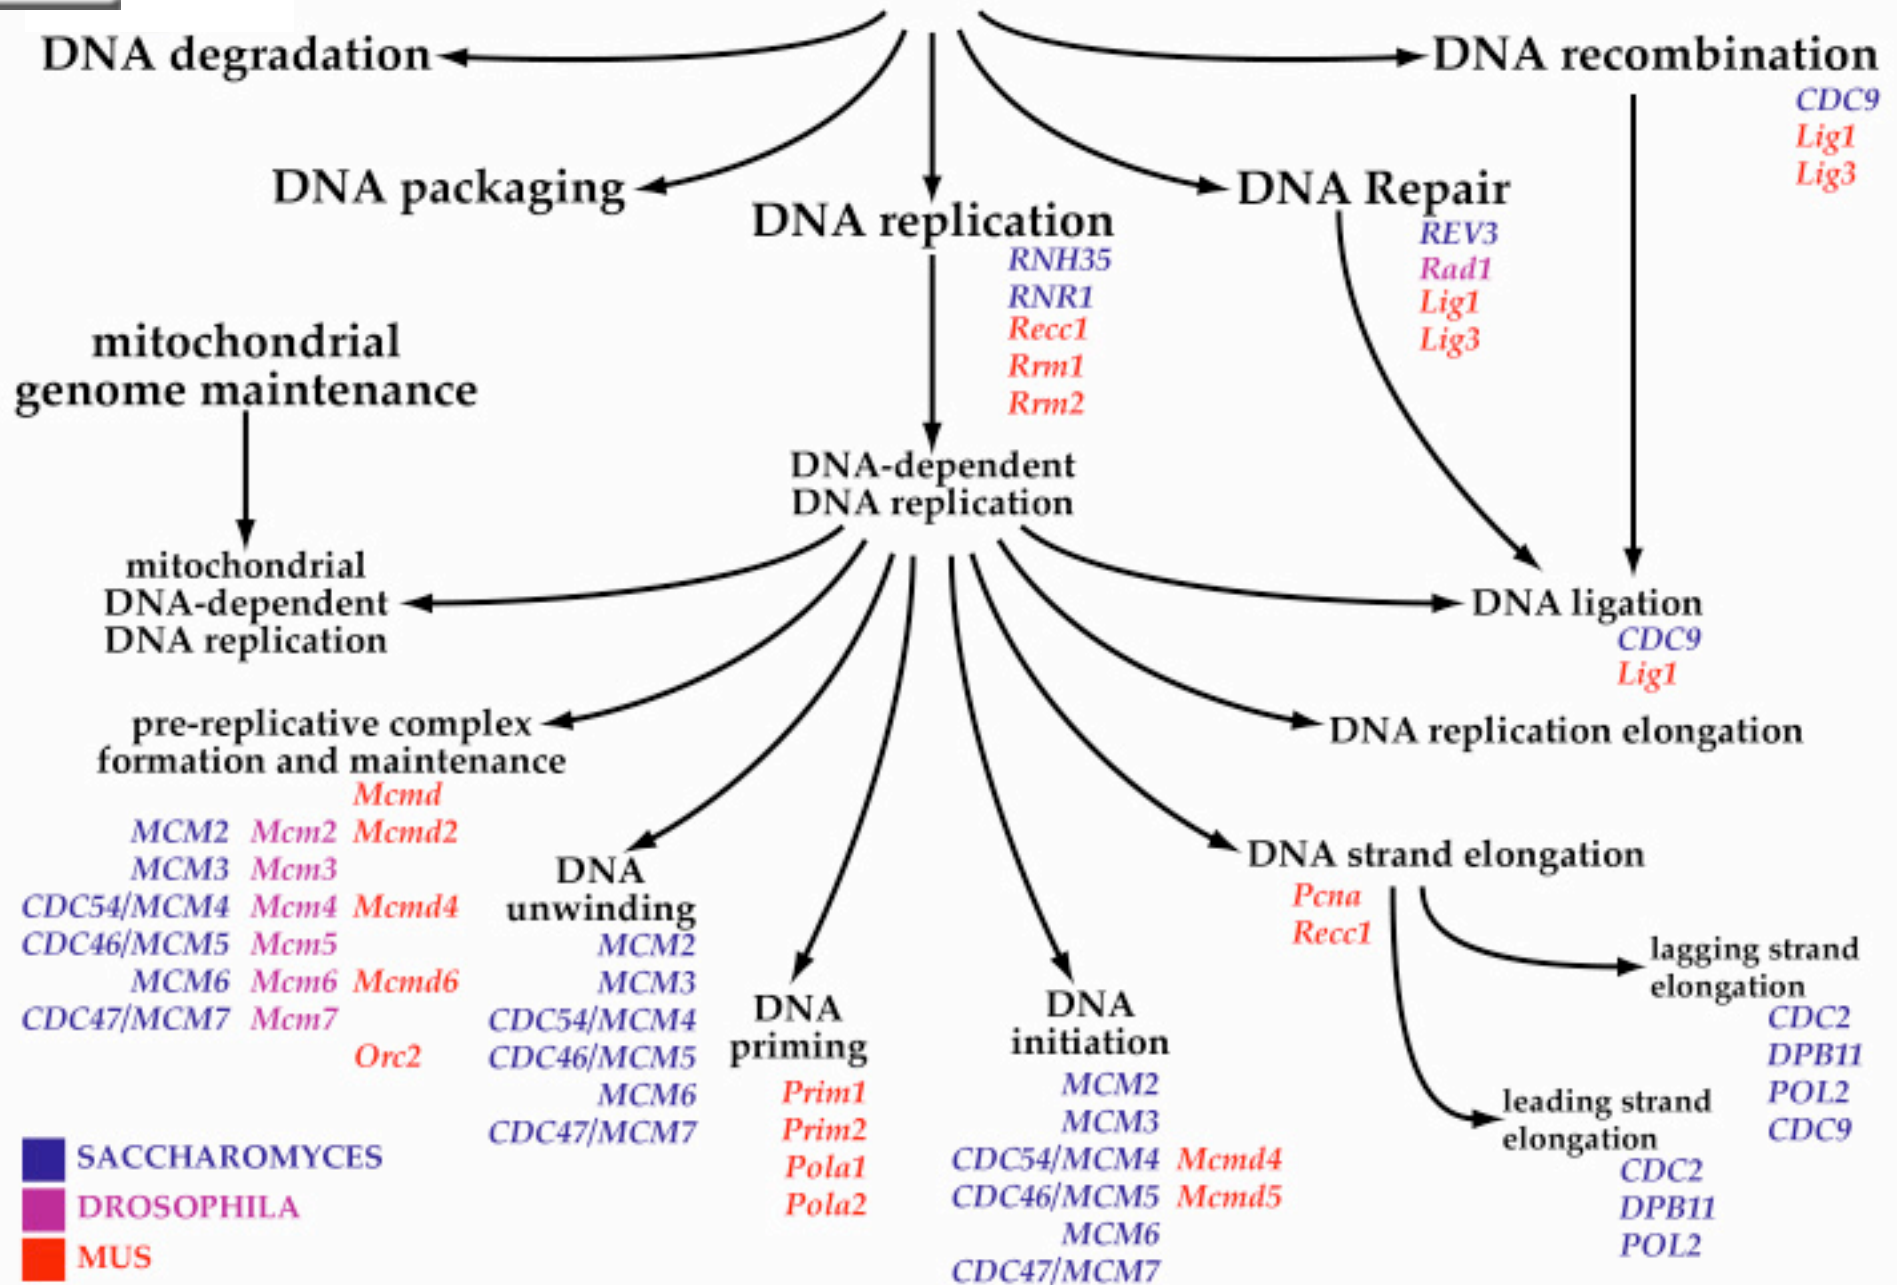 DNA degradation
DNA recombination
CDC9
Lig1
Lig3
DNA packaging
DNA replication
RNH35
RNR1
Recc1
Rrm1
Rrm2
DNA Repair
REV3
Rad1
Lig1
Lig3
mitochondrial
genome maintenance
DNA-dependent
DNA replication
mitochondrial
DNA-dependent
DNA replication
DNA ligation
CDC9
Lig1
pre-replicative complex
formation and maintenance
Mcmd
MCM2 Mcm2 Mcmd2
MCM3 Mcm3
CDC54/MCM4 Mcm4 Mcmd4
CDC46/MCM5 Mcm5
MCM6 Mcm6 Mcmd6
CDC47/MCM7 Mcm7
Orc2
DNA replication elongation
DNA
unwinding
MCM2
MCM3
CDC54/MCM4
CDC46/MCM5
MCM6
CDC47/MCM7
DNA
priming
Prim1
Prim2
Pola1
Pola2
DNA
initiation
MCM2
MCM3
CDC54/MCM4 Mcmd4
CDC46/MCM5 Mcmd5
MCM6
CDC47/MCM7
DNA strand elongation
Pcna
Recc1
lagging strand
elongation
CDC2
DPB11
POL2
CDC9
leading strand
elongation
CDC2
DPB11
POL2
SACCHAROMYCES
DROSOPHILA
MUS